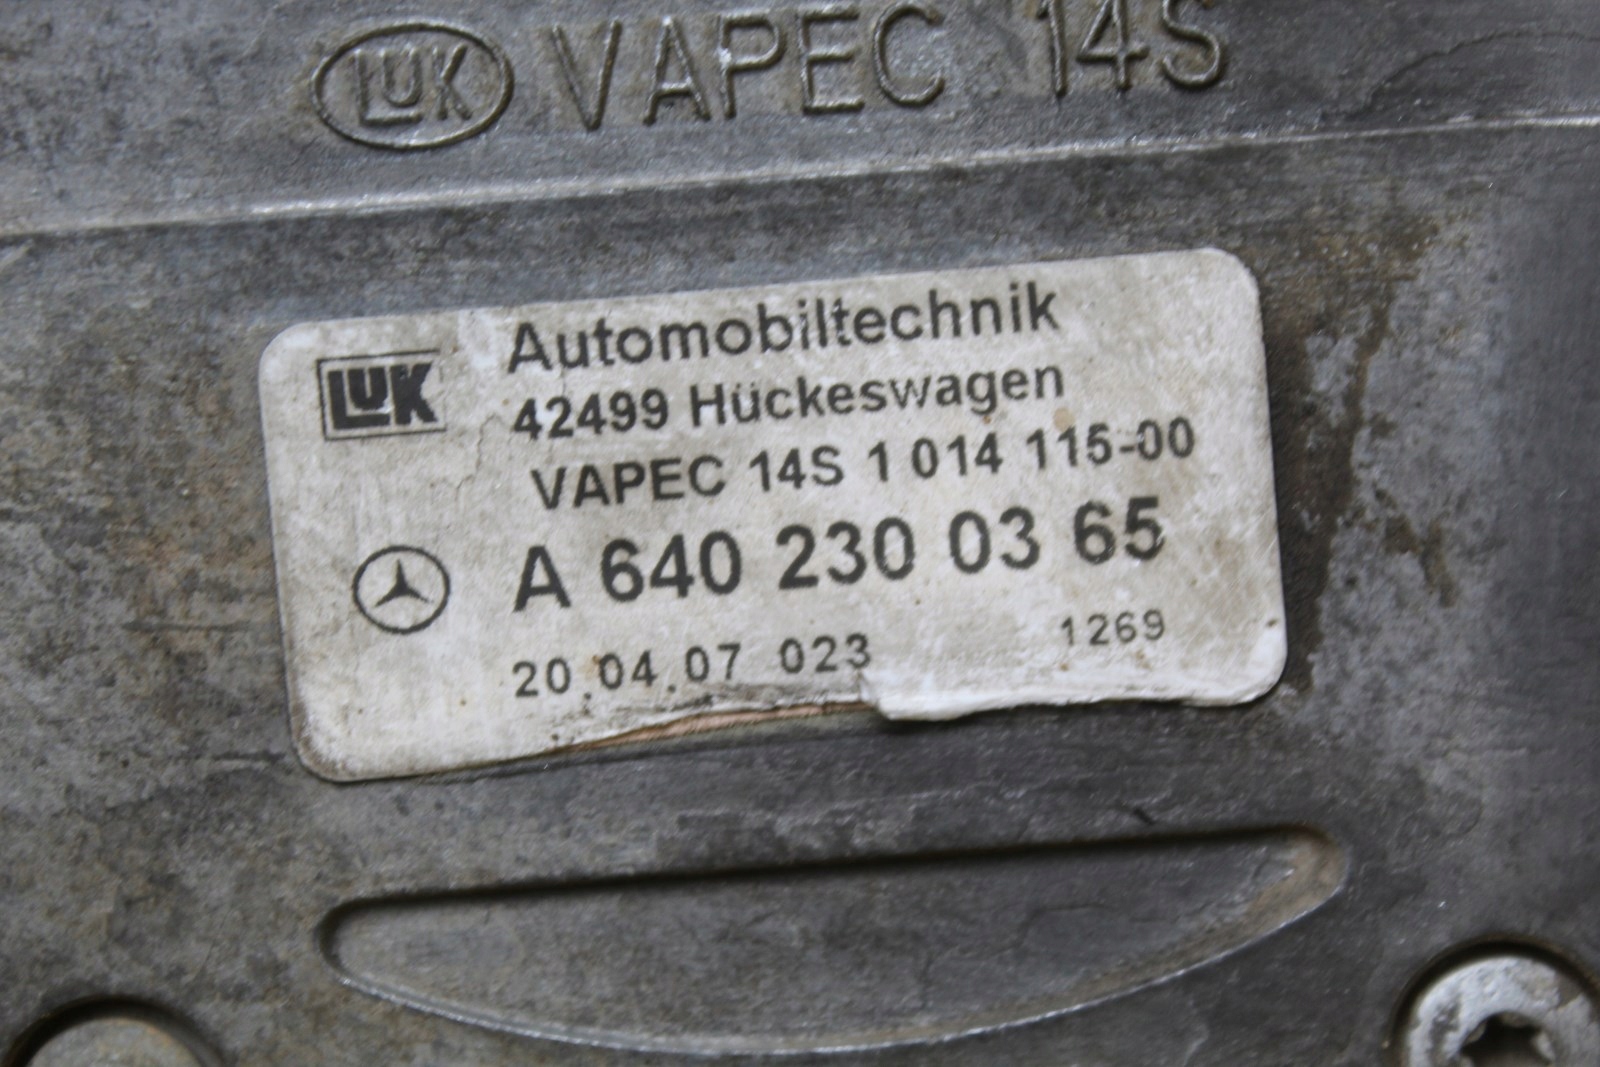 LUK VAPEC 14S
LUK Automobiltechnik
42499 Hückeswagen
VAPEC 14S 1 014 115-00
A 640 230 03 65
20.04.07 023 1269